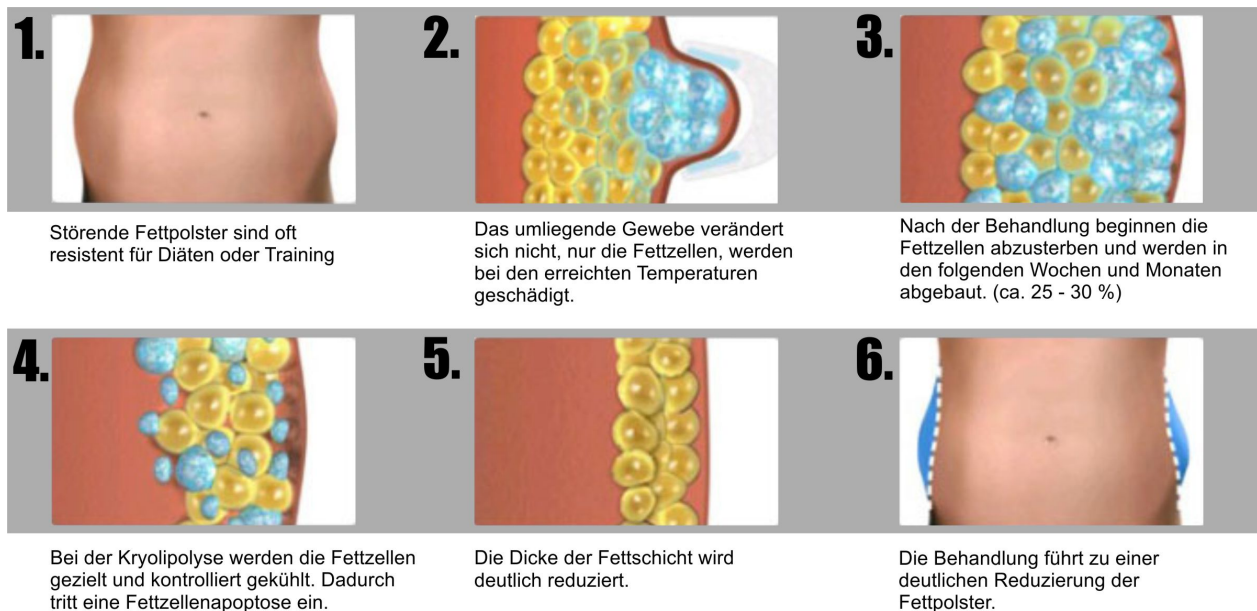 1.
Störende Fettpolster sind oft
resistent für Diäten oder Training
2.
Das umliegende Gewebe verändert
sich nicht, nur die Fettzellen, werden
bei den erreichten Temperaturen
geschädigt.
3.
Nach der Behandlung beginnen die
Fettzellen abzusterben und werden in
den folgenden Wochen und Monaten
abgebaut. (ca. 25 - 30 %)
4.
Bei der Kryolipolyse werden die Fettzellen
gezielt und kontrolliert gekühlt. Dadurch
tritt eine Fettzellenapoptose ein.
5.
Die Dicke der Fettschicht wird
deutlich reduziert.
6.
Die Behandlung führt zu einer
deutlichen Reduzierung der
Fettpolster.